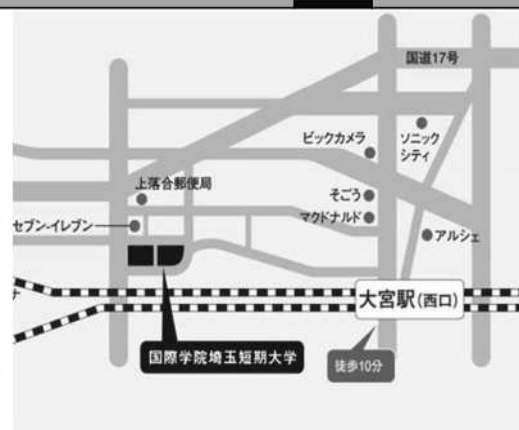 国道17号
ビックカメラ
ソニック
シティ
上落合郵便局
そごう
セブン-イレブン
マクドナルド
アルシェ
大宮駅(西口)
国際学院埼玉短期大学
徒歩10分